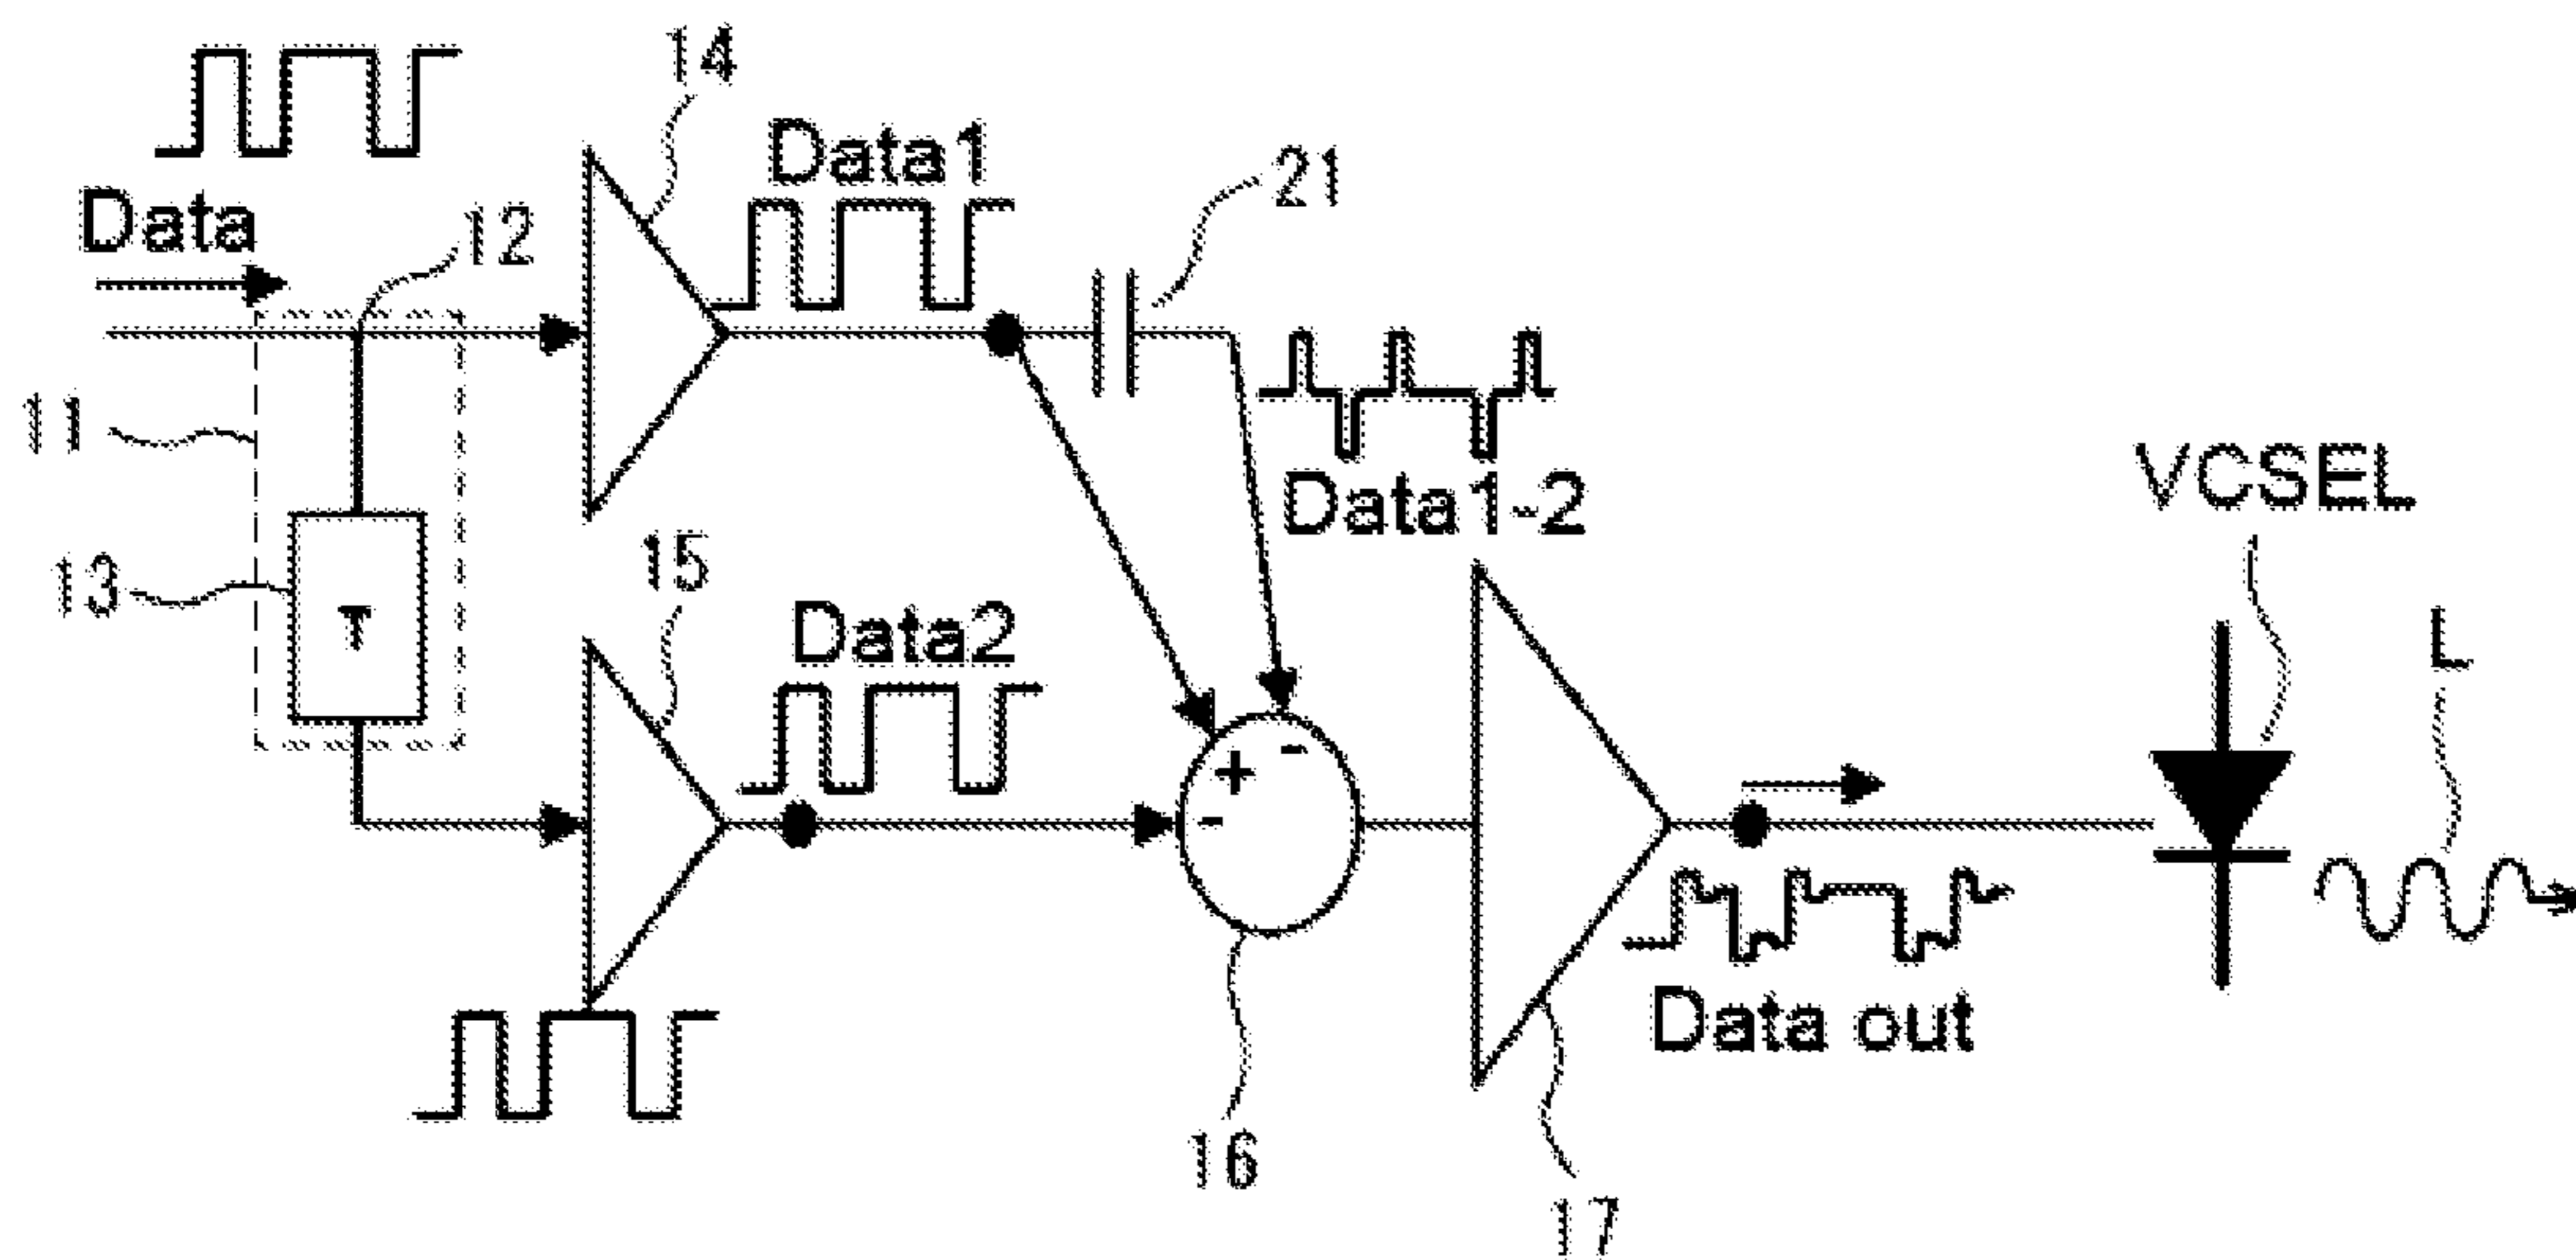 14
Data1
21
Data
12
11
Data1-2
VCSEL
13
T
15
Data2
L
+
-
-
Data out
16
17